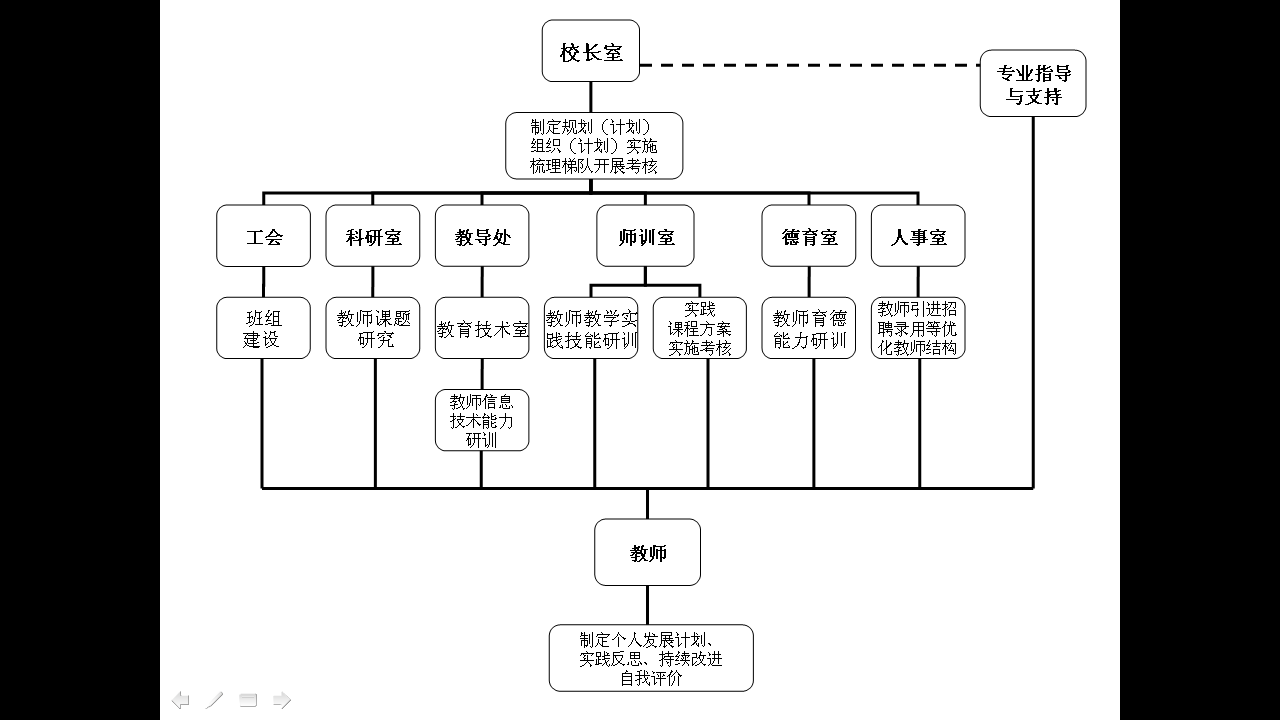 校长室
专业指导
与支持
制定规划（计划）
组织（计划）实施
梳理梯队开展考核
工会
科研室
教导处
师训室
德育室
人事室
班组
建设
教师课题
研究
教育技术室
教师教学实
践技能研训
实践
课程方案
实施考核
教师育德
能力研训
教师引进招
聘录用等优
化教师结构
教师信息
技术能力
研训
教师
制定个人发展计划、
实践反思、持续改进
自我评价